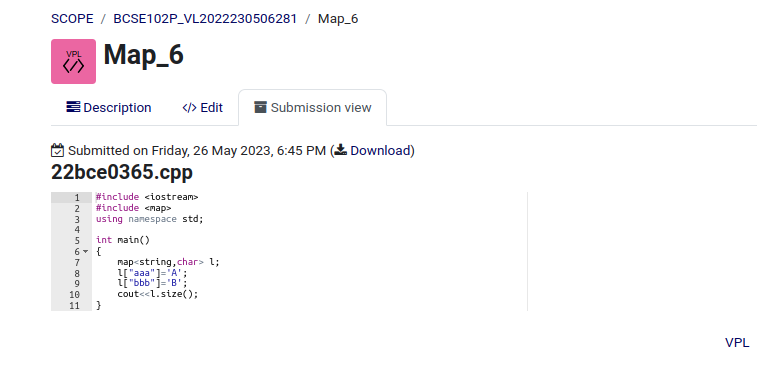 SCOPE / BCSE102P_VL2022230506281 / Map_6
VPL
Map_6
Description
</> Edit
Submission view
Submitted on Friday, 26 May 2023, 6:45 PM (Download)
22bce0365.cpp
1 #include <iostream>
2 #include <map>
3 using namespace std;
4
5 int main()
6 {
7 map<string,char> l;
8 l["aaa"]='A';
9 l["bbb"]='B';
10 cout<<l.size();
11 }
VPL